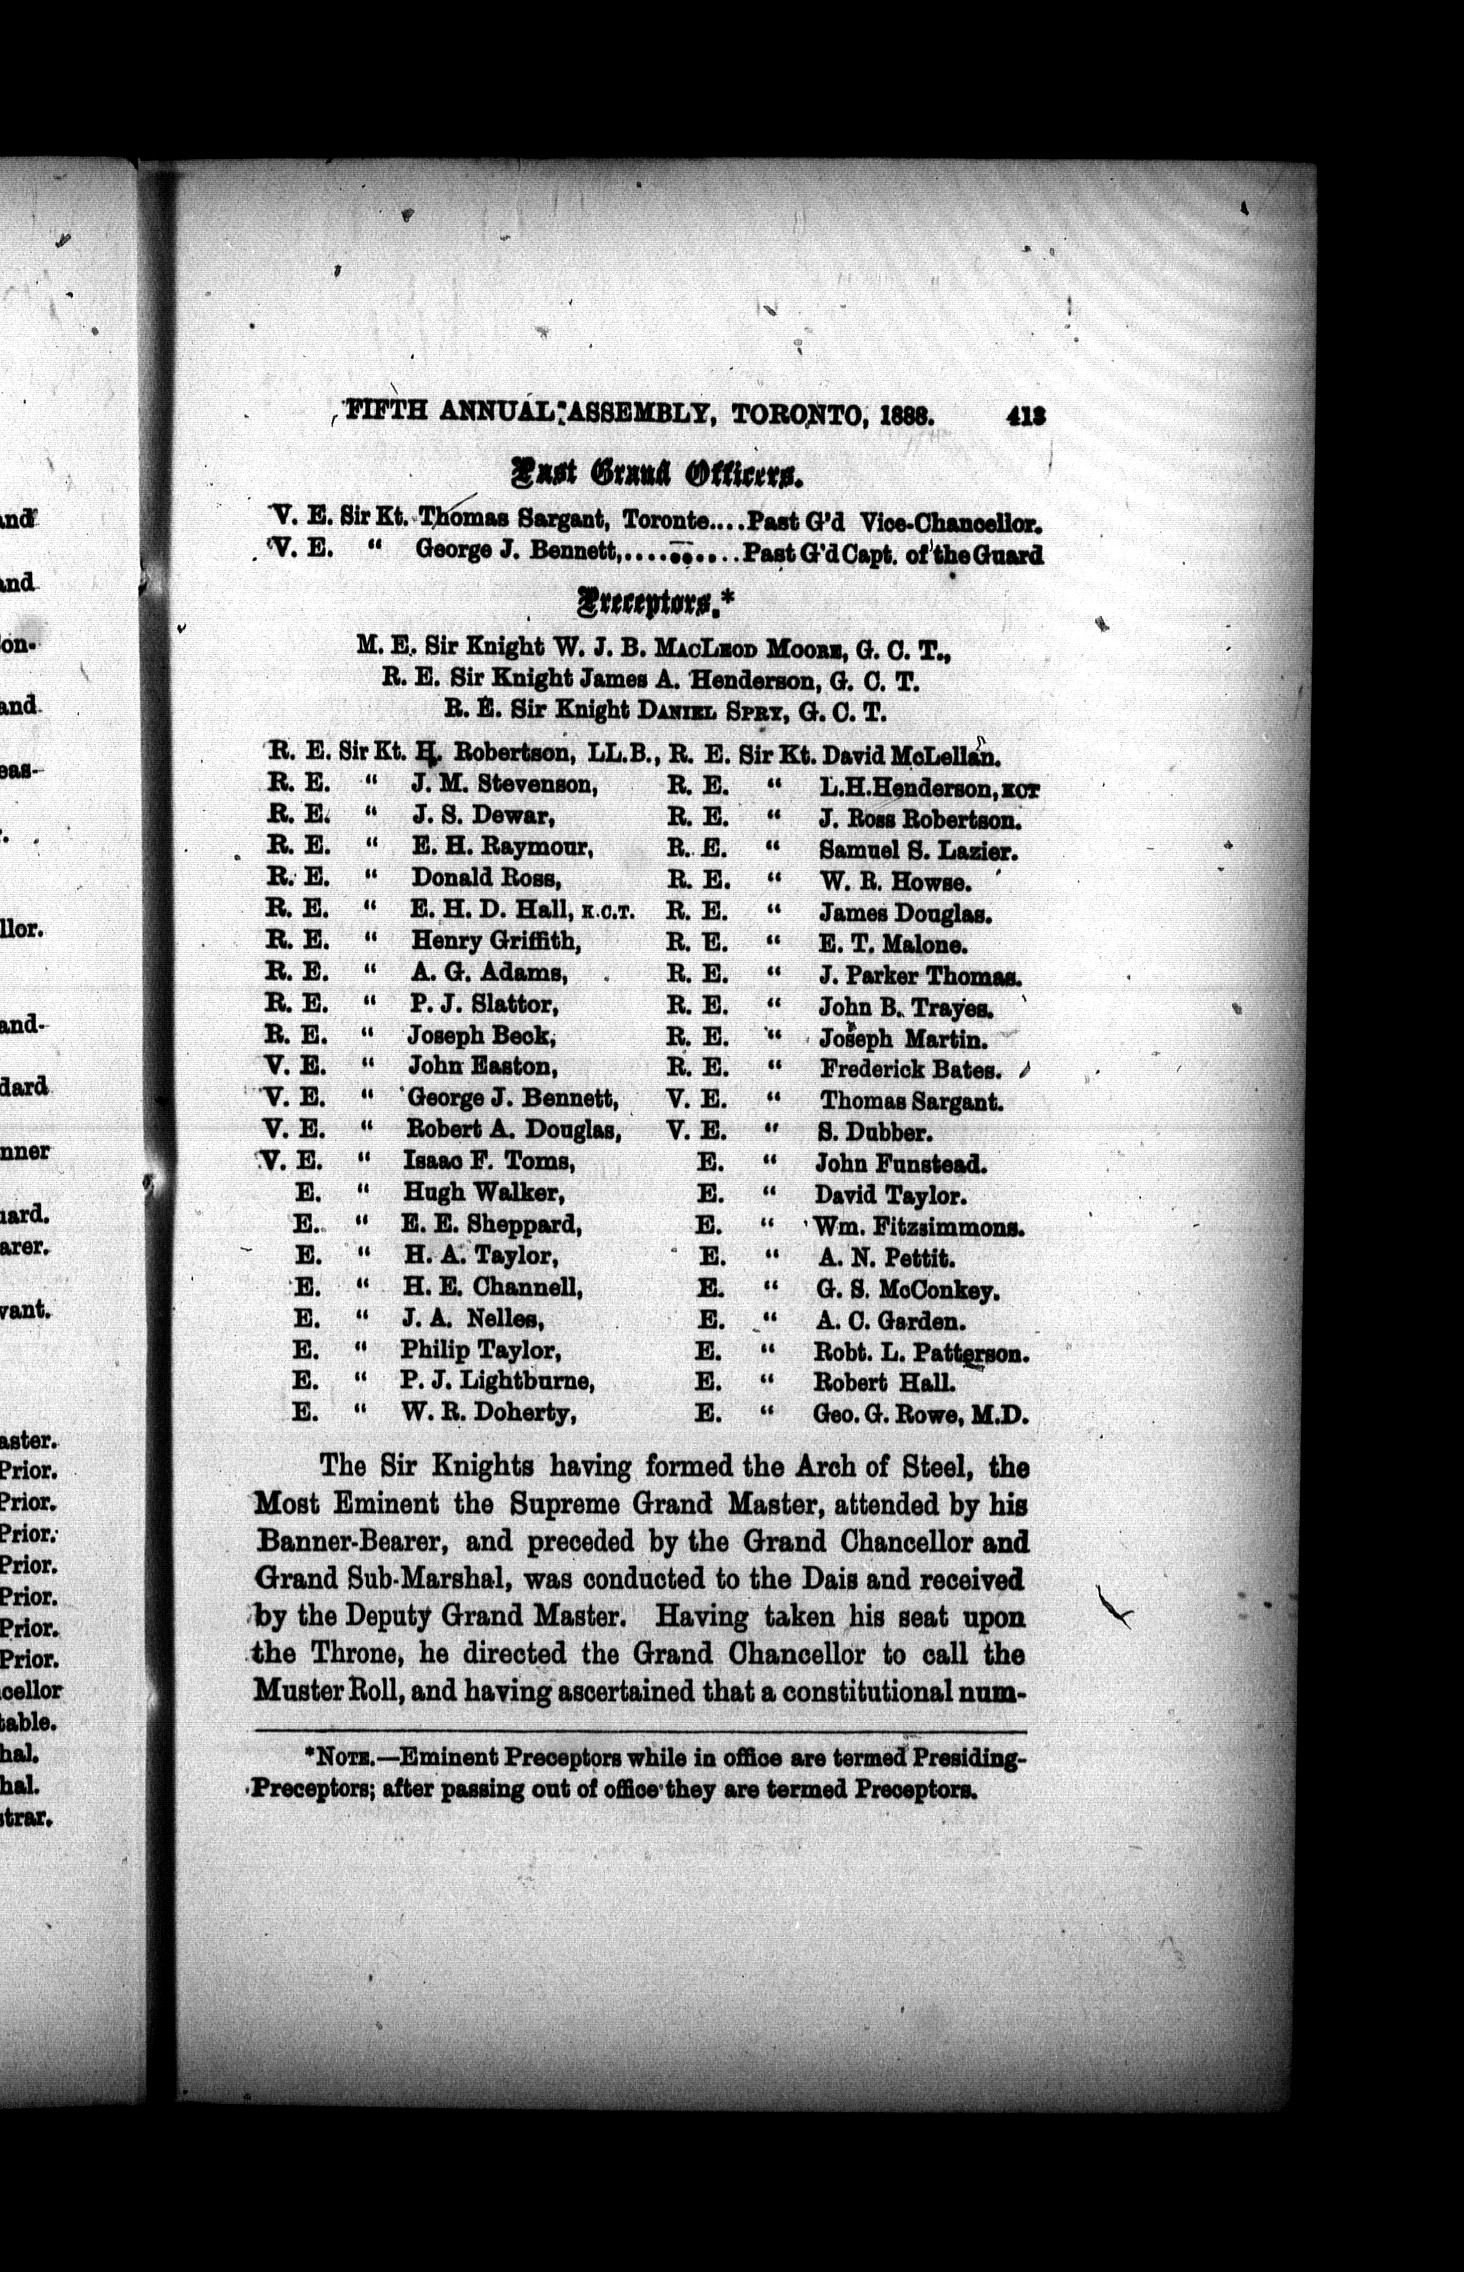 FIFTH ANNUAL ASSEMBLY, TORONTO, 1888. 413
Past Grand Officers.
V. E. Sir Kt. Thomas Sargant, Toronto....Past G'd Vice-Chancellor.
V. E. “ George J. Bennett,.... “ ....Past G'd Capt. of the Guard
Preceptors.*
M. E. Sir Knight W. J. B. MACLEOD MOORE, G. C. T.,
R. E. Sir Knight James A. Henderson, G. C. T.
R. E. Sir Knight DANIEL SPRY, G. C. T.
R. E. Sir Kt. H. Robertson, LL.B., R. E. Sir Kt. David McLellan.
R. E. “ J. M. Stevenson, R. E. “ L.H.Henderson, KCT
R. E. “ J. S. Dewar, R. E. “ J. Ross Robertson.
R. E. “ E. H. Raymour, R. E. “ Samuel S. Lazier.
R. E. “ Donald Ross, R. E. “ W. R. Howse.
R. E. “ E. H. D. Hall, K.C.T. R. E. “ James Douglas.
R. E. “ Henry Griffith, R. E. “ E. T. Malone.
R. E. “ A. G. Adams, R. E. “ J. Parker Thomas.
R. E. “ P. J. Slattor, R. E. “ John B. Trayes.
R. E. “ Joseph Beck, R. E. “ Joseph Martin.
V. E. “ John Easton, R. E. “ Frederick Bates.
V. E. “ George J. Bennett, V. E. “ Thomas Sargant.
V. E. “ Robert A. Douglas, V. E. “ S. Dubber.
V. E. “ Isaac F. Toms, E. “ John Funstead.
E. “ Hugh Walker, E. “ David Taylor.
E. “ E. E. Sheppard, E. “ Wm. Fitzsimmons.
E. “ H. A. Taylor, E. “ A. N. Pettit.
E. “ H. E. Channell, E. “ G. S. McConkey.
E. “ J. A. Nelles, E. “ A. C. Garden.
E. “ Philip Taylor, E. “ Robt. L. Patterson.
E. “ P. J. Lightburne, E. “ Robert Hall.
E. “ W. R. Doherty, E. “ Geo. G. Rowe, M.D.
The Sir Knights having formed the Arch of Steel, the
Most Eminent the Supreme Grand Master, attended by his
Banner-Bearer, and preceded by the Grand Chancellor and
Grand Sub-Marshal, was conducted to the Dais and received
by the Deputy Grand Master. Having taken his seat upon
the Throne, he directed the Grand Chancellor to call the
Muster Roll, and having ascertained that a constitutional num-
*NOTE.—Eminent Preceptors while in office are termed Presiding-
Preceptors; after passing out of office they are termed Preceptors.